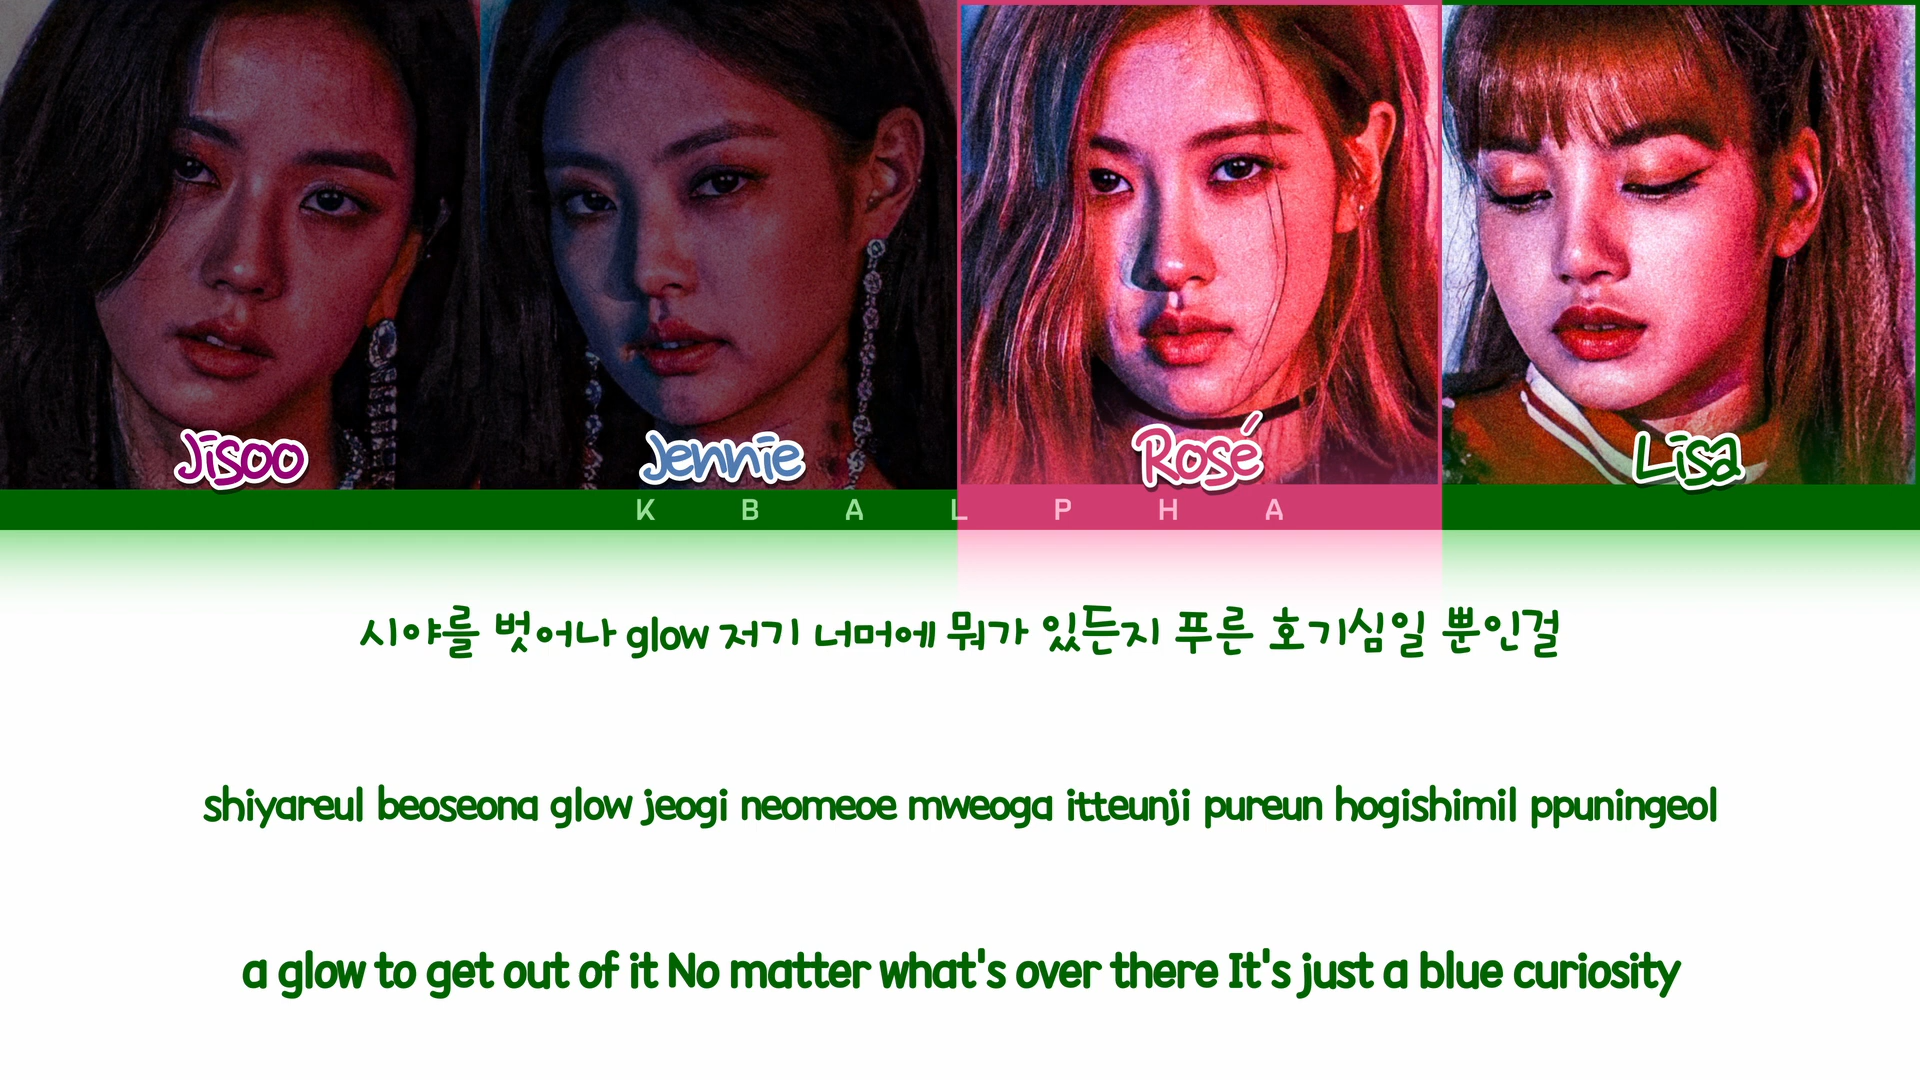 Jisoo
Jennie
Rosé
Lisa
K B A L P H A
시야를 벗어나 glow 저기 너머에 뭐가 있든지 푸른 호기심일 뿐인걸
shiyareul beoseona glow jeogi neomeoe mweoga itteunji pureun hogishimil ppuningeol
a glow to get out of it No matter what's over there It's just a blue curiosity